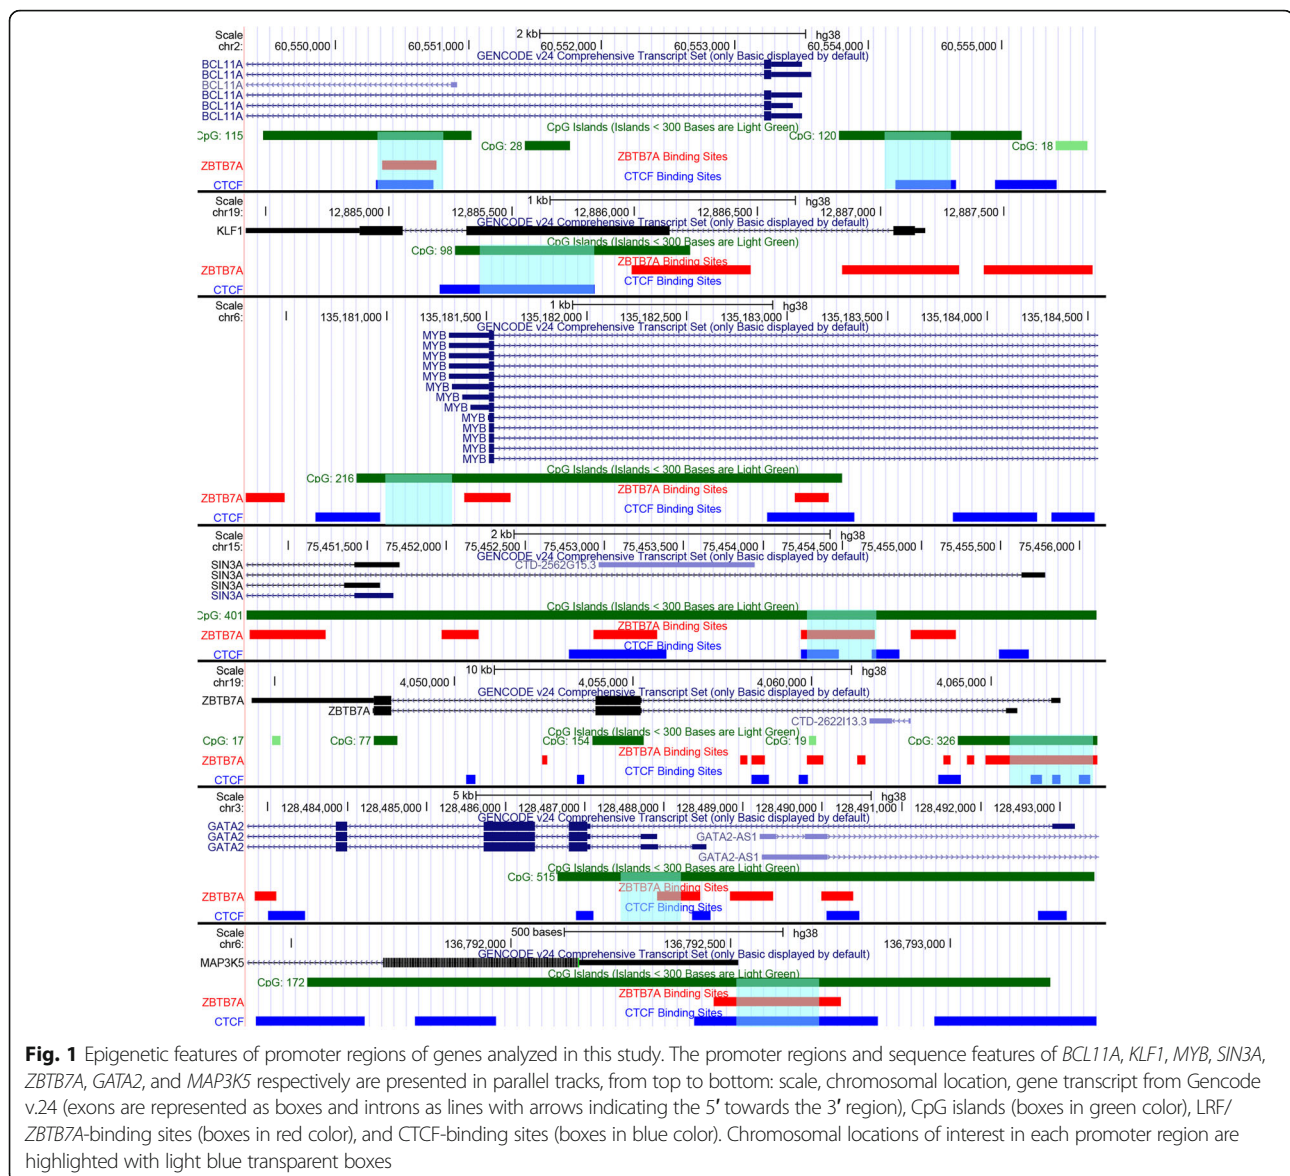 Scale 2 kb hg38
chr2: 60,550,000 60,551,000 60,552,000 60,553,000 60,554,000 60,555,000
GENCODE v24 Comprehensive Transcript Set (only Basic displayed by default)
BCL11A
BCL11A
BCL11A
BCL11A
BCL11A
BCL11A
CpG Islands (Islands < 300 Bases are Light Green)
CpG: 115 CpG: 120
CpG: 28 CpG: 18
ZBTB7A Binding Sites
ZBTB7A
CTCF Binding Sites
CTCF
Scale 1 kb hg38
chr19: 12,885,000 12,885,500 12,886,000 12,886,500 12,887,000 12,887,500
GENCODE v24 Comprehensive Transcript Set (only Basic displayed by default)
KLF1
CpG Islands (Islands < 300 Bases are Light Green)
CpG: 98
ZBTB7A Binding Sites
ZBTB7A
CTCF Binding Sites
CTCF
Scale 1 kb hg38
chr6: 135,181,000 135,181,500 135,182,000 135,182,500 135,183,000 135,183,500 135,184,000 135,184,500
GENCODE v24 Comprehensive Transcript Set (only Basic displayed by default)
MYB
MYB
MYB
MYB
MYB
MYB
MYB
MYB
MYB
MYB
MYB
MYB
MYB
CpG Islands (Islands < 300 Bases are Light Green)
CpG: 216
ZBTB7A Binding Sites
ZBTB7A
CTCF Binding Sites
CTCF
Scale 2 kb hg38
chr15: 75,451,500 75,452,000 75,452,500 75,453,000 75,453,500 75,454,000 75,454,500 75,455,000 75,455,500 75,456,000
GENCODE v24 Comprehensive Transcript Set (only Basic displayed by default)
SIN3A CTD-2562G15.3
SIN3A
SIN3A
SIN3A
CpG Islands (Islands < 300 Bases are Light Green)
CpG: 401
ZBTB7A Binding Sites
ZBTB7A
CTCF Binding Sites
CTCF
Scale 10 kb hg38
chr19: 4,050,000 4,055,000 4,060,000 4,065,000
GENCODE v24 Comprehensive Transcript Set (only Basic displayed by default)
ZBTB7A
ZBTB7A
CTD-2622I13.3
CpG Islands (Islands < 300 Bases are Light Green)
CpG: 17 CpG: 77 CpG: 154 CpG: 19 CpG: 326
ZBTB7A Binding Sites
ZBTB7A
CTCF Binding Sites
CTCF
Scale 5 kb hg38
chr3: 128,484,000 128,485,000 128,486,000 128,487,000 128,488,000 128,489,000 128,490,000 128,491,000 128,492,000 128,493,000
GENCODE v24 Comprehensive Transcript Set (only Basic displayed by default)
GATA2
GATA2 GATA2-AS1
GATA2
GATA2-AS1
CpG Islands (Islands < 300 Bases are Light Green)
CpG: 515
ZBTB7A Binding Sites
ZBTB7A
CTCF Binding Sites
CTCF
Scale 500 bases hg38
chr6: 136,792,000 136,792,500 136,793,000
GENCODE v24 Comprehensive Transcript Set (only Basic displayed by default)
MAP3K5
CpG Islands (Islands < 300 Bases are Light Green)
CpG: 172
ZBTB7A Binding Sites
ZBTB7A
CTCF Binding Sites
CTCF
Fig. 1 Epigenetic features of promoter regions of genes analyzed in this study. The promoter regions and sequence features of BCL11A, KLF1, MYB, SIN3A,
ZBTB7A, GATA2, and MAP3K5 respectively are presented in parallel tracks, from top to bottom: scale, chromosomal location, gene transcript from Gencode
v.24 (exons are represented as boxes and introns as lines with arrows indicating the 5′ towards the 3′ region), CpG islands (boxes in green color), LRF/
ZBTB7A-binding sites (boxes in red color), and CTCF-binding sites (boxes in blue color). Chromosomal locations of interest in each promoter region are
highlighted with light blue transparent boxes